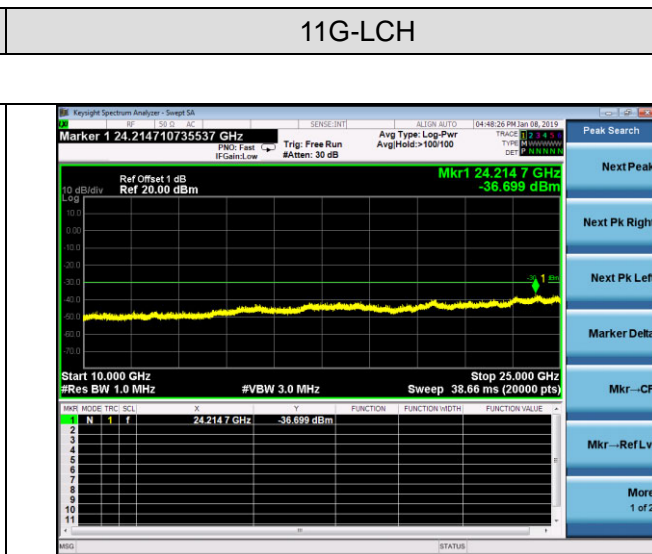 11G-LCH
Keysight Spectrum Analyzer - Swept SA
RF 50 Ω AC SENSE:INT ALIGN AUTO 04:48:26 PM Jan 08, 2019
Marker 1 24.214710735537 GHz
PNO: Fast
IFGain:Low
Trig: Free Run
#Atten: 30 dB
Avg Type: Log-Pwr
Avg|Hold:>100/100
TRACE 1 2 3 4 5 6
TYPE M W W W W W
DET P N N N N N
Ref Offset 1 dB
10 dB/div Ref 20.00 dBm
Log
Mkr1 24.214 7 GHz
-36.699 dBm
10.0
0.00
-10.0
-20.0
-30.0
-40.0
-50.0
-60.0
-70.0
1
Start 10.000 GHz
Stop 25.000 GHz
#Res BW 1.0 MHz #VBW 3.0 MHz Sweep 38.66 ms (20000 pts)
MKR MODE TRC SCL X Y FUNCTION FUNCTION WIDTH FUNCTION VALUE
1 N 1 f 24.214 7 GHz -36.699 dBm
2
3
4
5
6
7
8
9
10
11
MSG STATUS
Peak Search
Next Peak
Next Pk Right
Next Pk Left
Marker Delta
Mkr→CF
Mkr→Ref Lv
More
1 of 2